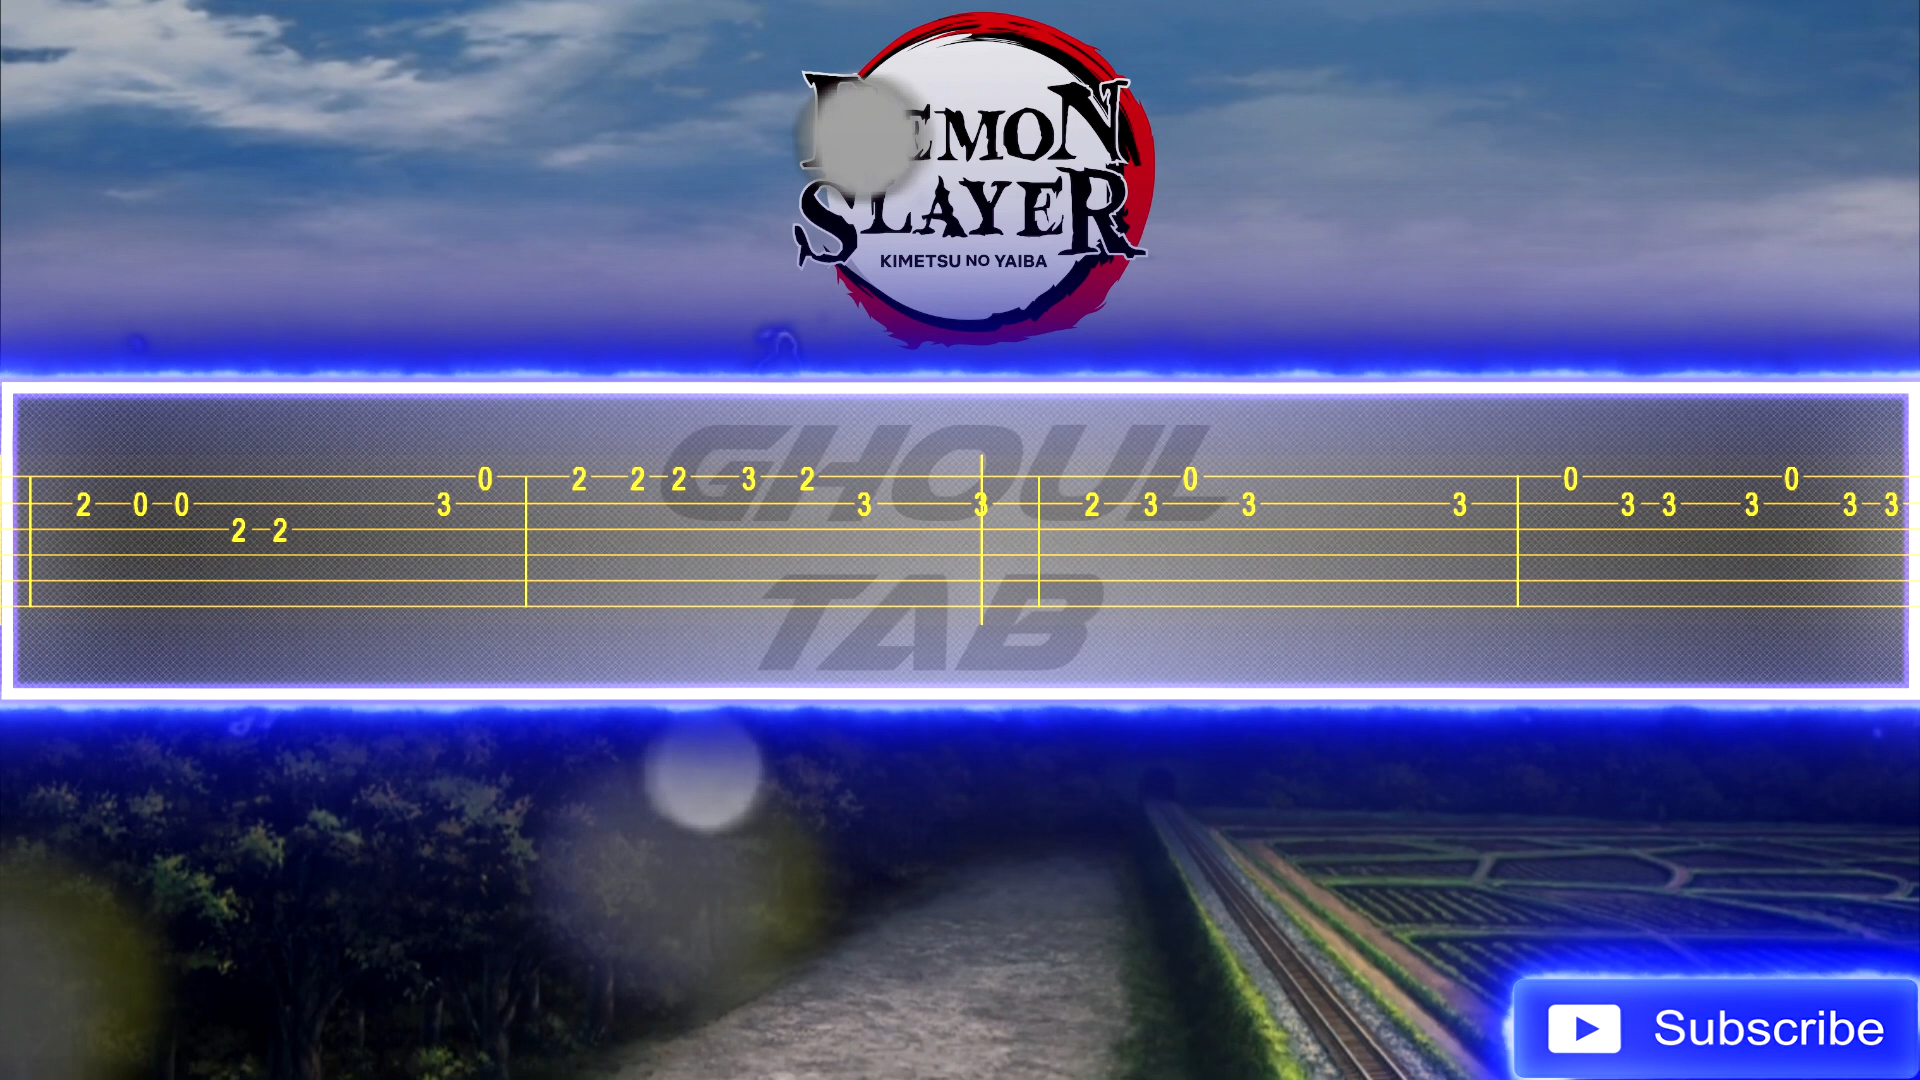 DEMON
SLAYER
KIMETSU NO YAIBA
GHOUL
0 2 2 2 3 2 0 0 0
2 0 0 3 3 3 2 3 3 3 3 3 3 3 3
2 2
TAB
Subscribe